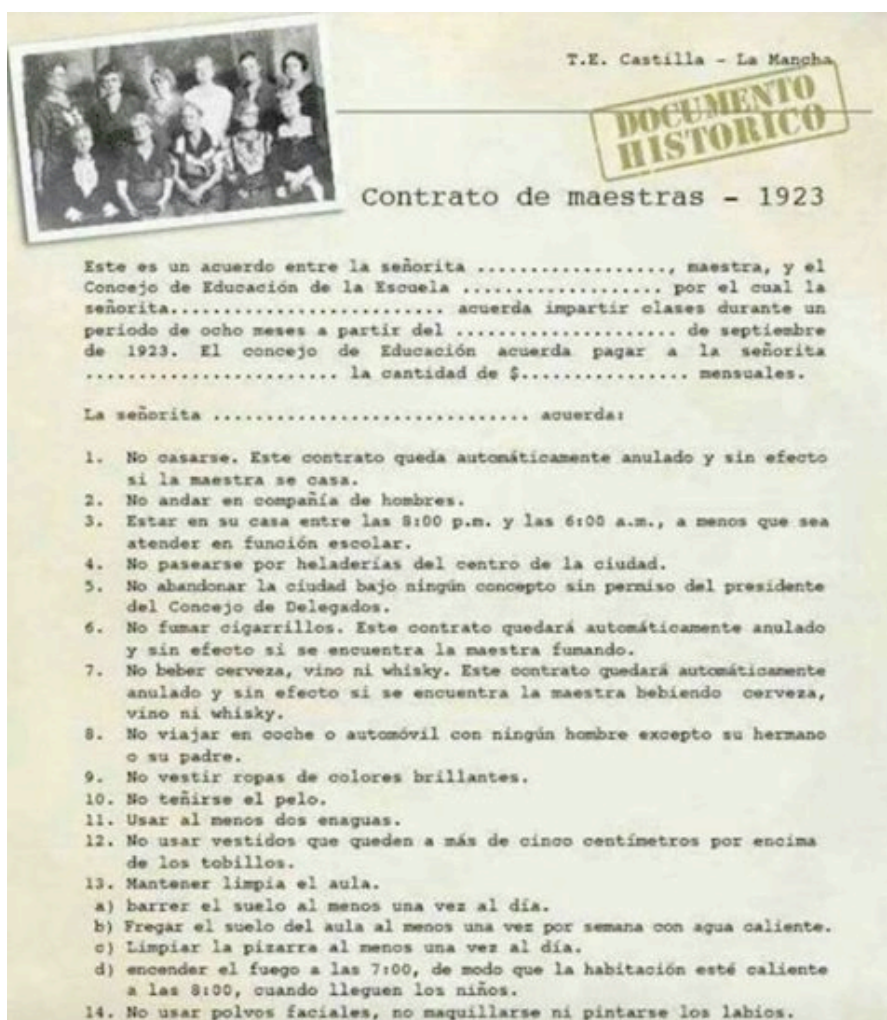 T.E. Castilla - La Mancha
DOCUMENTO
HISTORICO
Contrato de maestras - 1923
Este es un acuerdo entre la señorita .................., maestra, y el
Concejo de Educación de la Escuela ................... por el cual la
señorita.......................... acuerda impartir clases durante un
periodo de ocho meses a partir del ..................... de septiembre
de 1923. El concejo de Educación acuerda pagar a la señorita
........................ la cantidad de $................ mensuales.
La señorita .............................. acuerda:
1. No casarse. Este contrato queda automáticamente anulado y sin efecto
si la maestra se casa.
2. No andar en compañía de hombres.
3. Estar en su casa entre las 8:00 p.m. y las 6:00 a.m., a menos que sea
atender en función escolar.
4. No pasearse por heladerías del centro de la ciudad.
5. No abandonar la ciudad bajo ningún concepto sin permiso del presidente
del Concejo de Delegados.
6. No fumar cigarrillos. Este contrato quedará automáticamente anulado
y sin efecto si se encuentra la maestra fumando.
7. No beber cerveza, vino ni whisky. Este contrato quedará automáticamente
anulado y sin efecto si se encuentra la maestra bebiendo cerveza,
vino ni whisky.
8. No viajar en coche o automóvil con ningún hombre excepto su hermano
o su padre.
9. No vestir ropas de colores brillantes.
10. No teñirse el pelo.
11. Usar al menos dos enaguas.
12. No usar vestidos que queden a más de cinco centímetros por encima
de los tobillos.
13. Mantener limpia el aula.
a) barrer el suelo al menos una vez al día.
b) Fregar el suelo del aula al menos una vez por semana con agua caliente.
c) Limpiar la pizarra al menos una vez al día.
d) encender el fuego a las 7:00, de modo que la habitación esté caliente
a las 8:00, cuando lleguen los niños.
14. No usar polvos faciales, no maquillarse ni pintarse los labios.